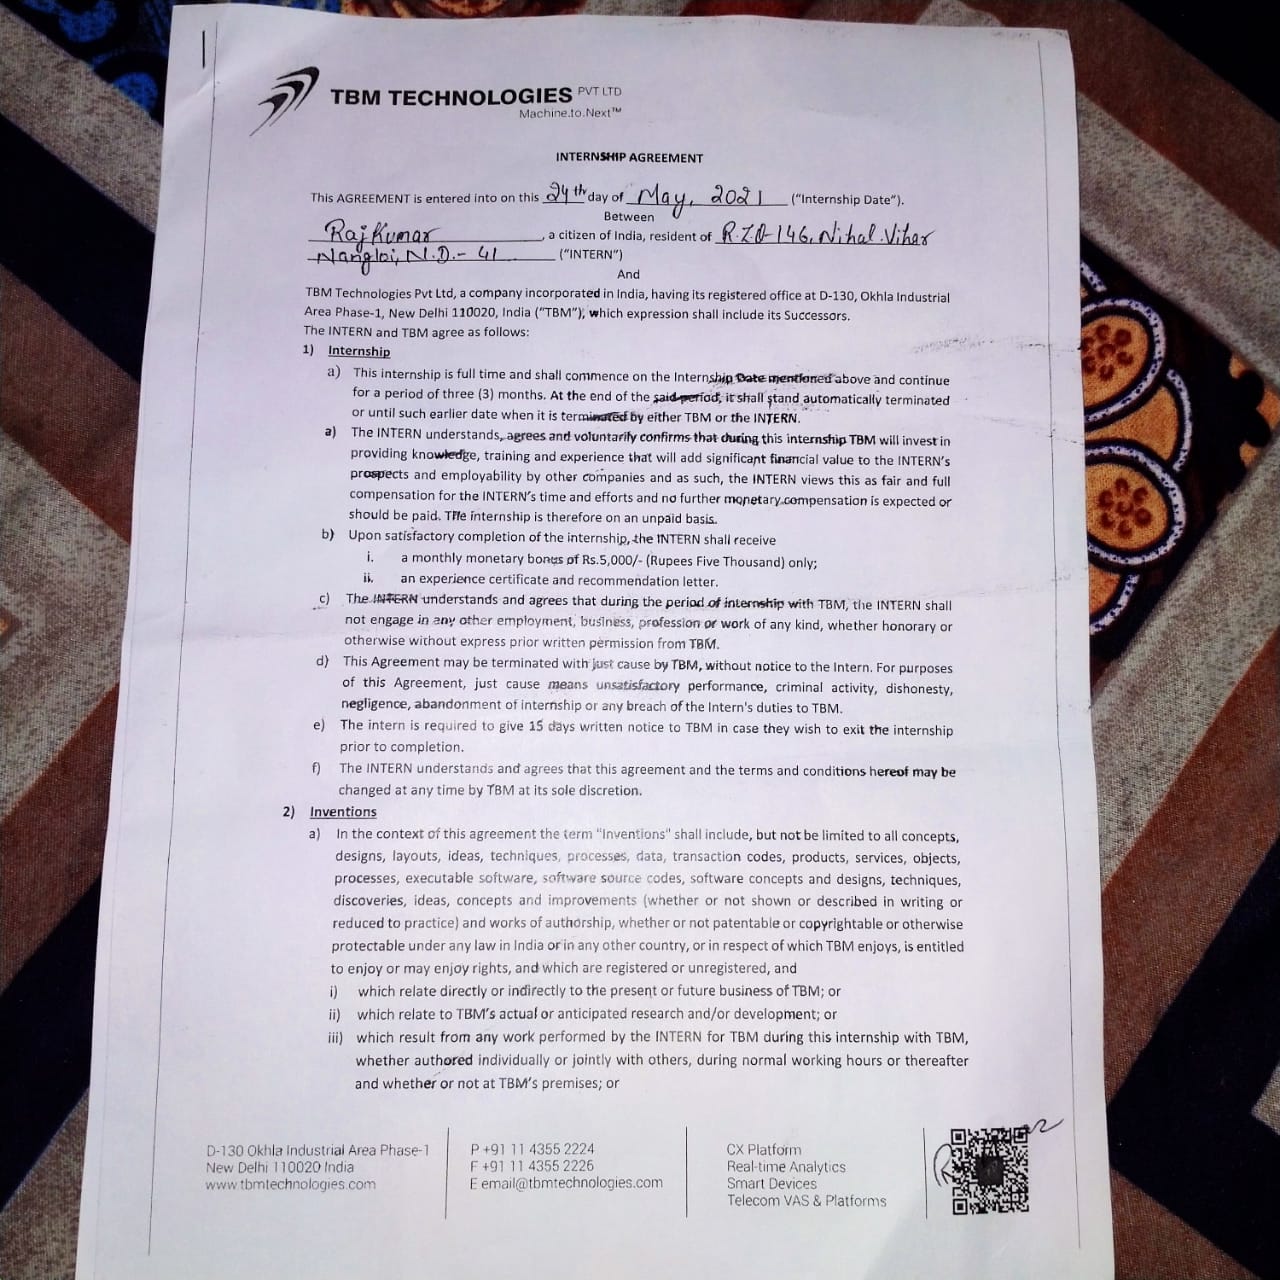 TBM TECHNOLOGIES PVT LTD
Machine.to.Next™
INTERNSHIP AGREEMENT
This AGREEMENT is entered into on this 24th day of May, 2021 ("Internship Date").
Between
Raj Kumar, a citizen of India, resident of R.Z.D-146, Nihal Vihar
Nangloi, N.D.- 41 ("INTERN")
And
TBM Technologies Pvt Ltd, a company incorporated in India, having its registered office at D-130, Okhla Industrial
Area Phase-1, New Delhi 110020, India ("TBM"), which expression shall include its Successors.
The INTERN and TBM agree as follows:
1) Internship
a) This internship is full time and shall commence on the Internship Date mentioned above and continue
for a period of three (3) months. At the end of the said period, it shall stand automatically terminated
or until such earlier date when it is terminated by either TBM or the INTERN.
a) The INTERN understands, agrees and voluntarily confirms that during this internship TBM will invest in
providing knowledge, training and experience that will add significant financial value to the INTERN's
prospects and employability by other companies and as such, the INTERN views this as fair and full
compensation for the INTERN's time and efforts and no further monetary compensation is expected or
should be paid. The internship is therefore on an unpaid basis.
b) Upon satisfactory completion of the internship, the INTERN shall receive
i. a monthly monetary bonus of Rs.5,000/- (Rupees Five Thousand) only;
ii. an experience certificate and recommendation letter.
c) The INTERN understands and agrees that during the period of internship with TBM, the INTERN shall
not engage in any other employment, business, profession or work of any kind, whether honorary or
otherwise without express prior written permission from TBM.
d) This Agreement may be terminated with just cause by TBM, without notice to the Intern. For purposes
of this Agreement, just cause means unsatisfactory performance, criminal activity, dishonesty,
negligence, abandonment of internship or any breach of the Intern's duties to TBM.
e) The intern is required to give 15 days written notice to TBM in case they wish to exit the internship
prior to completion.
f) The INTERN understands and agrees that this agreement and the terms and conditions hereof may be
changed at any time by TBM at its sole discretion.
2) Inventions
a) In the context of this agreement the term "Inventions" shall include, but not be limited to all concepts,
designs, layouts, ideas, techniques, processes, data, transaction codes, products, services, objects,
processes, executable software, software source codes, software concepts and designs, techniques,
discoveries, ideas, concepts and improvements (whether or not shown or described in writing or
reduced to practice) and works of authorship, whether or not patentable or copyrightable or otherwise
protectable under any law in India or in any other country, or in respect of which TBM enjoys, is entitled
to enjoy or may enjoy rights, and which are registered or unregistered, and
i) which relate directly or indirectly to the present or future business of TBM; or
ii) which relate to TBM's actual or anticipated research and/or development; or
iii) which result from any work performed by the INTERN for TBM during this internship with TBM,
whether authored individually or jointly with others, during normal working hours or thereafter
and whether or not at TBM's premises; or
D-130 Okhla Industrial Area Phase-1
New Delhi 110020 India
www.tbmtechnologies.com
P +91 11 4355 2224
F +91 11 4355 2226
E email@tbmtechnologies.com
CX Platform
Real-time Analytics
Smart Devices
Telecom VAS & Platforms